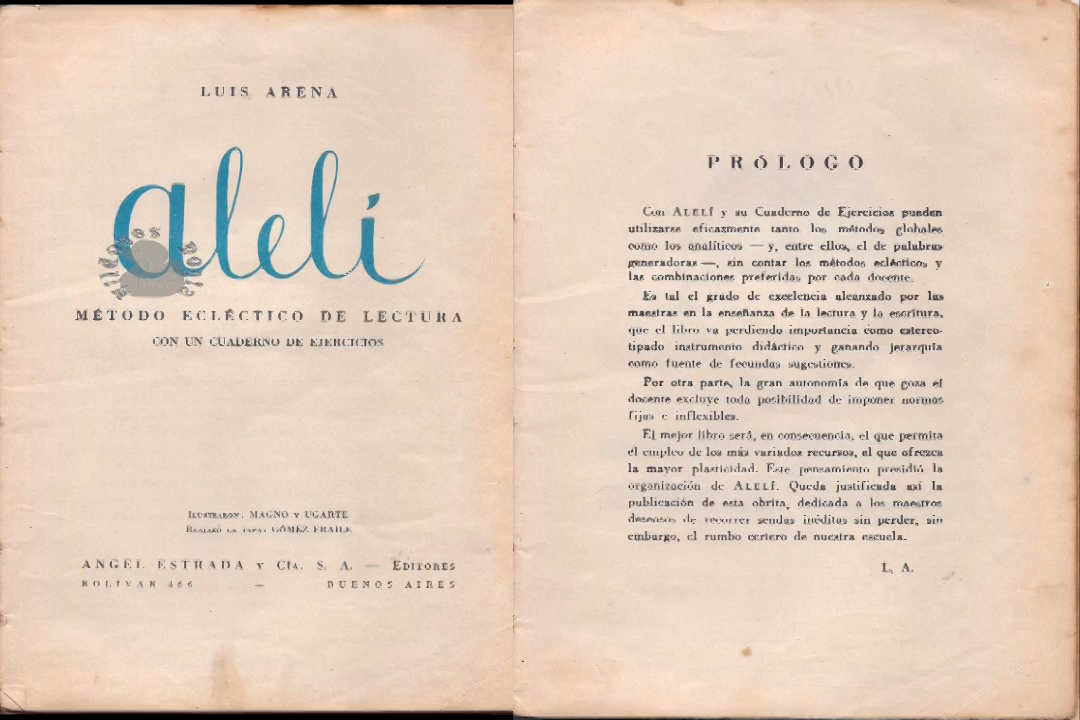 LUIS ARENA
alelí
MÉTODO ECLÉCTICO DE LECTURA
CON UN CUADERNO DE EJERCICIOS
ILUSTRARON: MAGNO Y UGARTE
REALIZÓ LA TAPA: GÓMEZ FRAILE
ANGEL ESTRADA Y CÍA. S. A. — EDITORES
BOLÍVAR 466 — BUENOS AIRES
PRÓLOGO
Con ALELÍ y su Cuaderno de Ejercicios pueden
utilizarse eficazmente tanto los métodos globales
como los analíticos — y, entre ellos, el de palabras
generadoras —, sin contar los métodos eclécticos y
las combinaciones preferidas por cada docente.
Es tal el grado de excelencia alcanzado por las
maestras en la enseñanza de la lectura y la escritura,
que el libro va perdiendo importancia como estereo-
tipado instrumento didáctico y ganando jerarquía
como fuente de fecundas sugestiones.
Por otra parte, la gran autonomía de que goza el
docente excluye toda posibilidad de imponer normas
fijas e inflexibles.
El mejor libro será, en consecuencia, el que permita
el empleo de los más variados recursos, el que ofrezca
la mayor plasticidad. Este pensamiento presidió la
organización de ALELÍ. Queda justificada así la
publicación de esta obrita, dedicada a los maestros
deseosos de recorrer sendas inéditas sin perder, sin
embargo, el rumbo certero de nuestra escuela.
L. A.